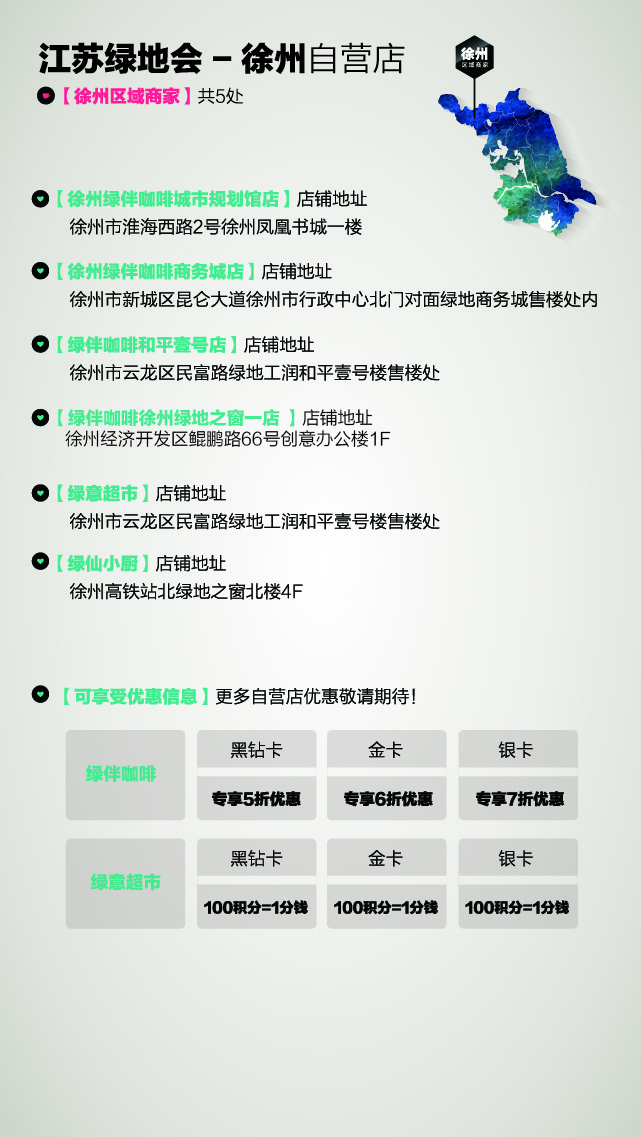 江苏绿地会 – 徐州自营店
徐州
区域商家
【徐州区域商家】共5处
【徐州绿伴咖啡城市规划馆店】店铺地址
徐州市淮海西路2号徐州凤凰书城一楼
【徐州绿伴咖啡商务城店】店铺地址
徐州市新城区昆仑大道徐州市行政中心北门对面绿地商务城售楼处内
【绿伴咖啡和平壹号店】店铺地址
徐州市云龙区民富路绿地工润和平壹号楼售楼处
【绿伴咖啡徐州绿地之窗一店 】店铺地址
徐州经济开发区鲲鹏路66号创意办公楼1F
【绿意超市】店铺地址
徐州市云龙区民富路绿地工润和平壹号楼售楼处
【绿仙小厨】店铺地址
徐州高铁站北绿地之窗北楼4F
【可享受优惠信息】更多自营店优惠敬请期待！
绿伴咖啡
黑钻卡
金卡
银卡
专享5折优惠
专享6折优惠
专享7折优惠
绿意超市
黑钻卡
金卡
银卡
100积分=1分钱
100积分=1分钱
100积分=1分钱